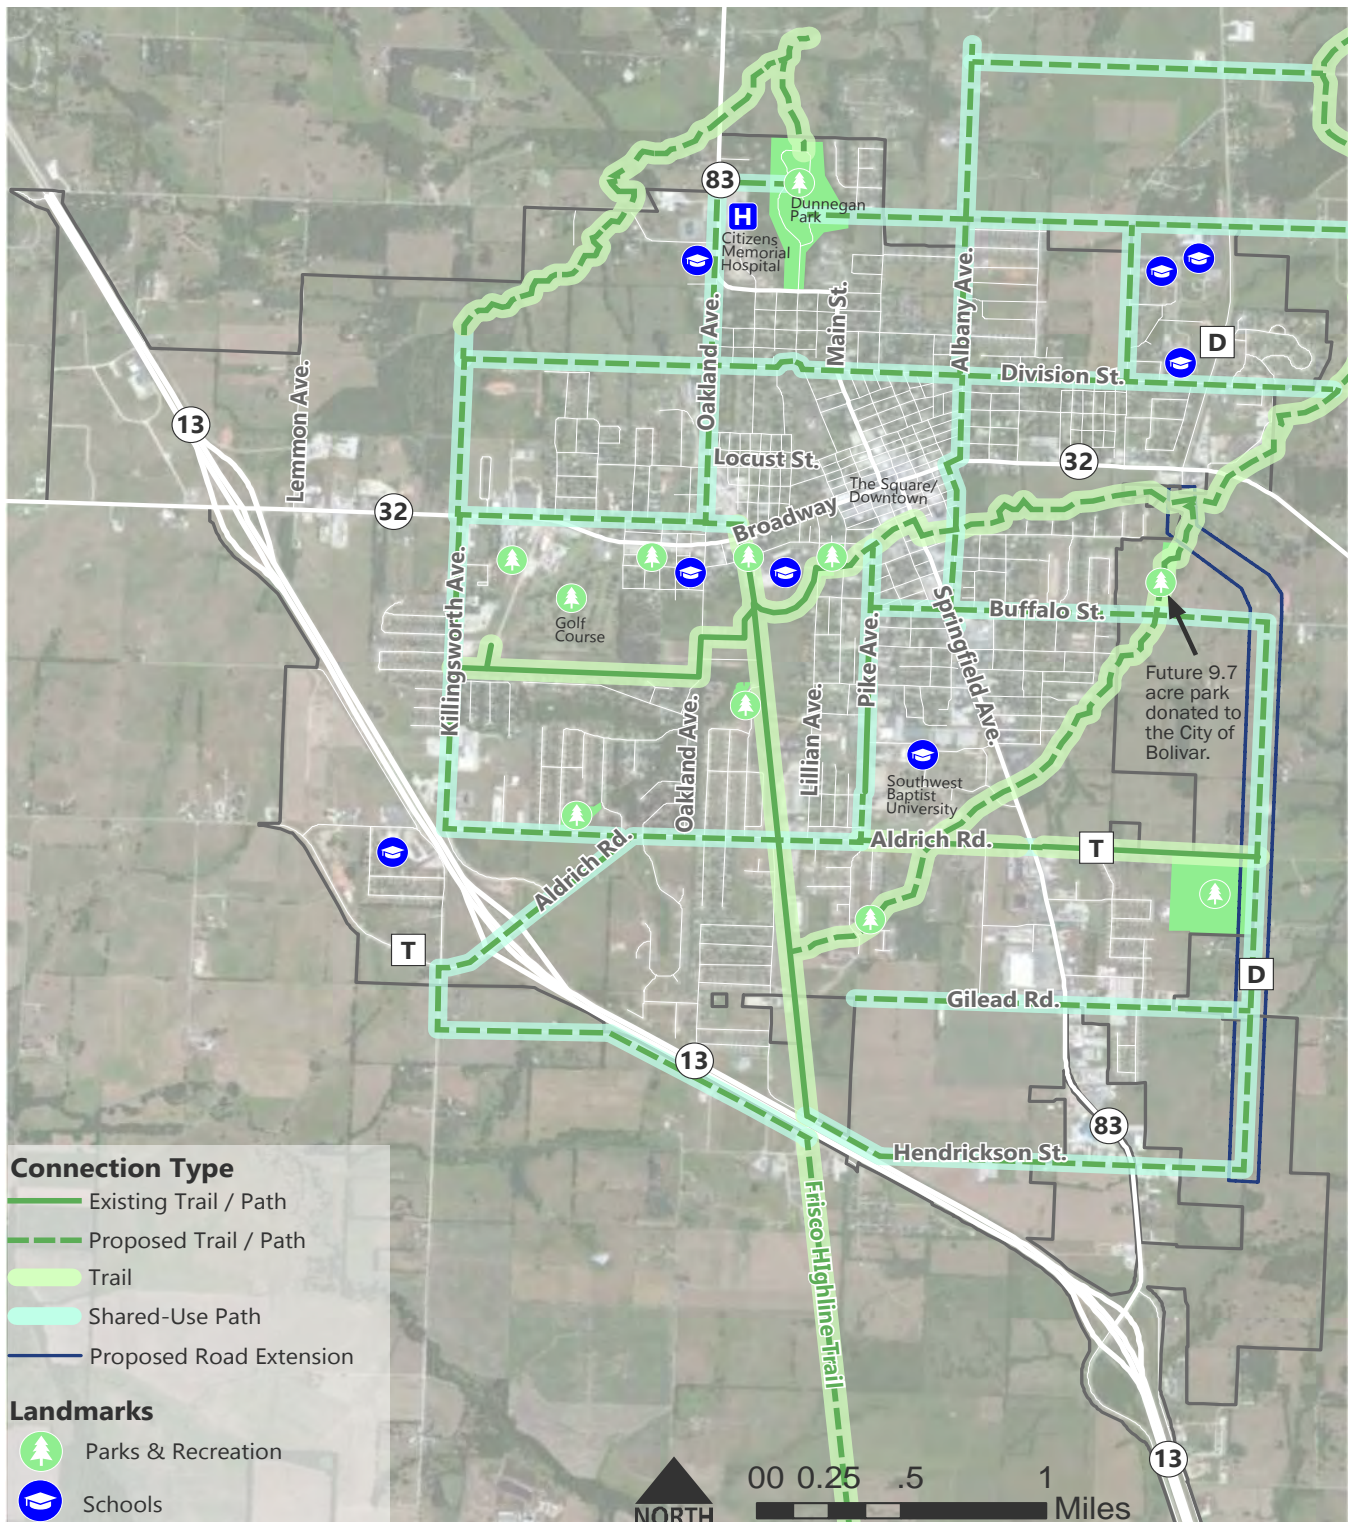 83
H
Dunnegan
Park
Citizens
Memorial
Hospital
Oakland Ave.
Main St.
Albany Ave.
D
Division St.
Lemmon Ave.
13
Locust St.
32
The Square/
Downtown
32
Broadway
Killingsworth Ave.
Golf
Course
Springfield Ave.
Buffalo St.
Pike Ave.
Future 9.7
acre park
donated to
the City of
Bolivar.
Oakland Ave.
Lillian Ave.
Southwest
Baptist
University
Aldrich Rd.
T
Aldrich Rd.
T
D
Gilead Rd.
13
83
Hendrickson St.
Frisco HIghline Trail
Connection Type
Existing Trail / Path
Proposed Trail / Path
Trail
Shared-Use Path
Proposed Road Extension
Landmarks
Parks & Recreation
Schools
13
NORTH
00 0.25 .5 1
Miles